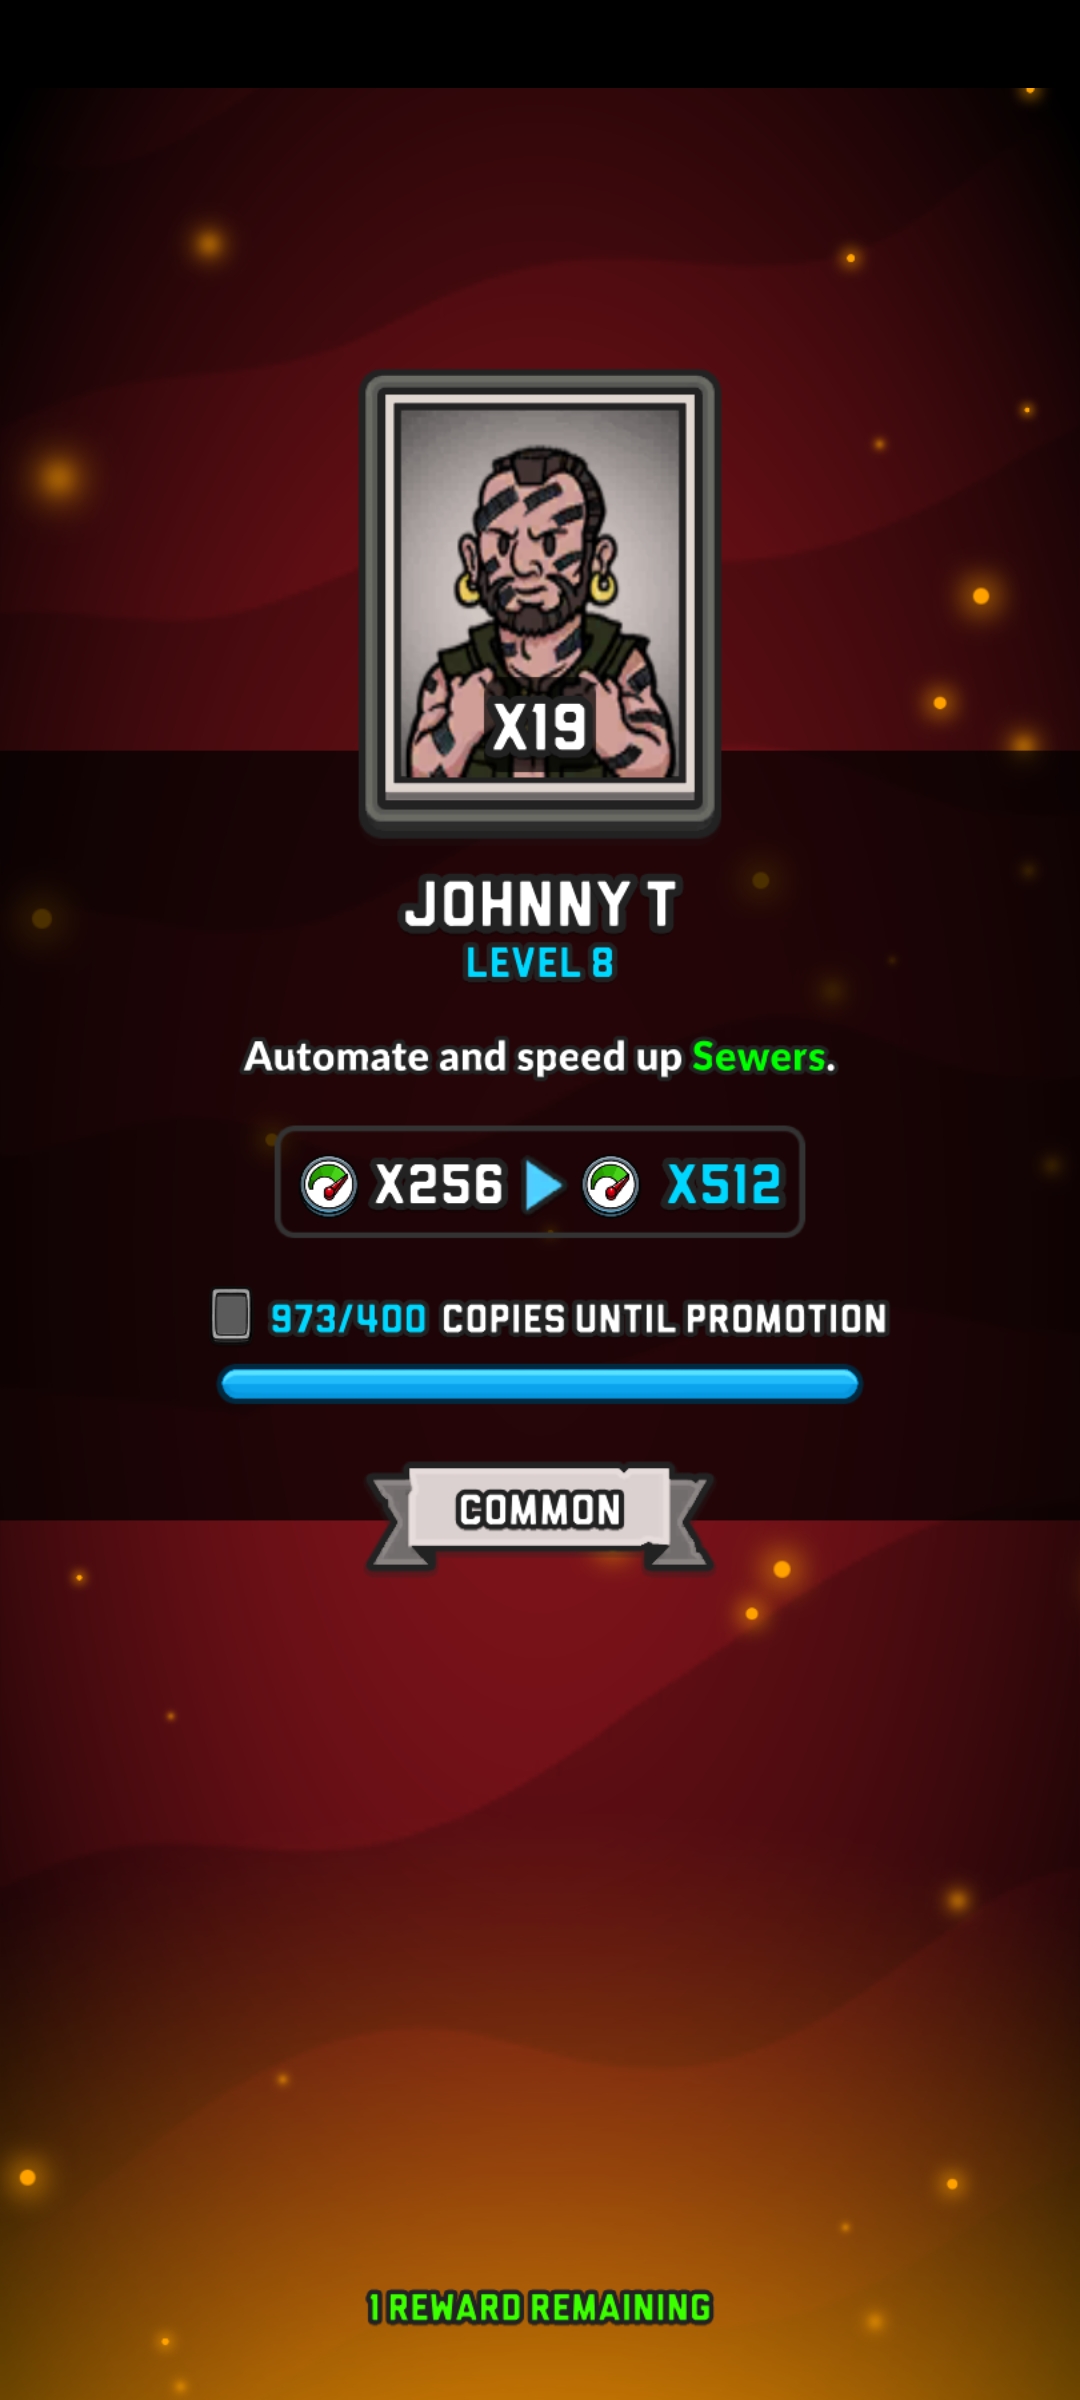 X19
JOHNNY T
LEVEL 8
Automate and speed up Sewers.
X256 X512
973/400 COPIES UNTIL PROMOTION
COMMON
1 REWARD REMAINING